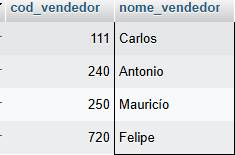 cod_vendedor nome_vendedor
111 Carlos
240 Antonio
250 Mauricío
720 Felipe